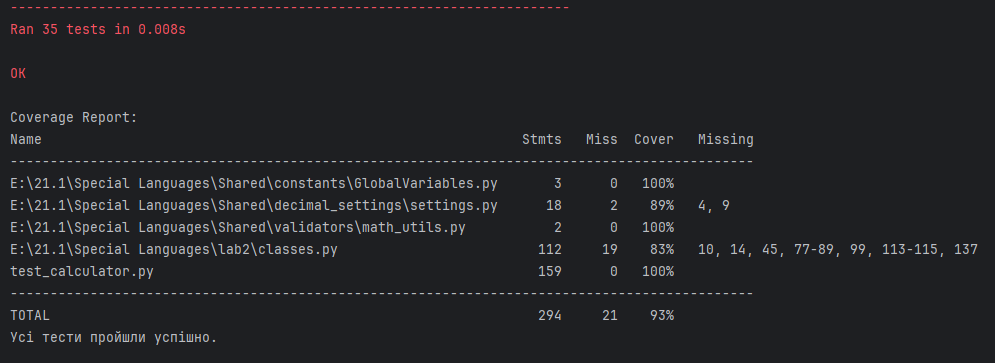 ----------------------------------------------------------------------
Ran 35 tests in 0.008s
OK
Coverage Report:
Name                                                            Stmts   Miss  Cover   Missing
---------------------------------------------------------------------------------------------
E:\21.1\Special Languages\Shared\constants\GlobalVariables.py       3      0   100%
E:\21.1\Special Languages\Shared\decimal_settings\settings.py      18      2    89%   4, 9
E:\21.1\Special Languages\Shared\validators\math_utils.py           2      0   100%
E:\21.1\Special Languages\lab2\classes.py                         112     19    83%   10, 14, 45, 77-89, 99, 113-115, 137
test_calculator.py                                                159      0   100%
---------------------------------------------------------------------------------------------
TOTAL                                                             294     21    93%
Усі тести пройшли успішно.